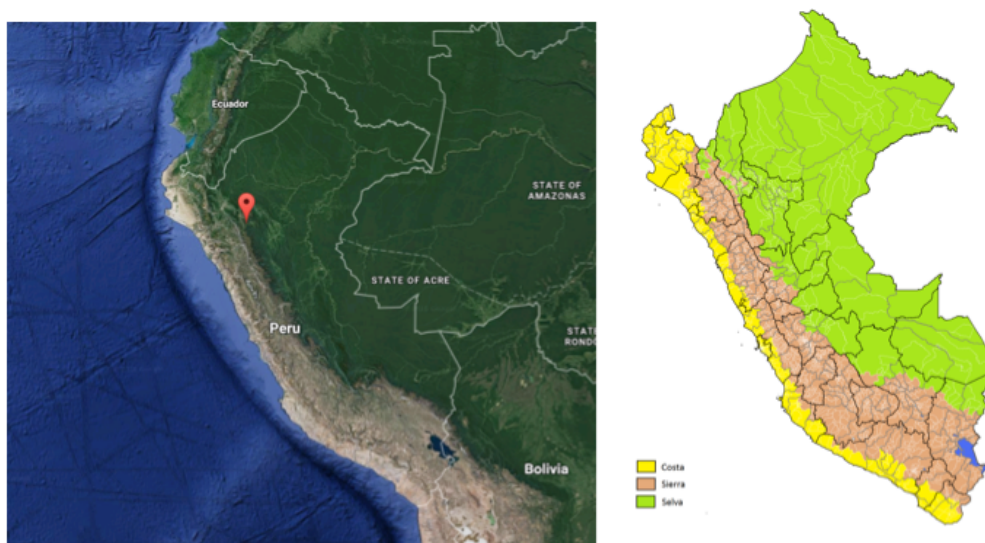 Ecuador
STATE OF
AMAZONAS
STATE OF ACRE
Peru
STATE
RONDO
Bolivia
Costa
Sierra
Selva